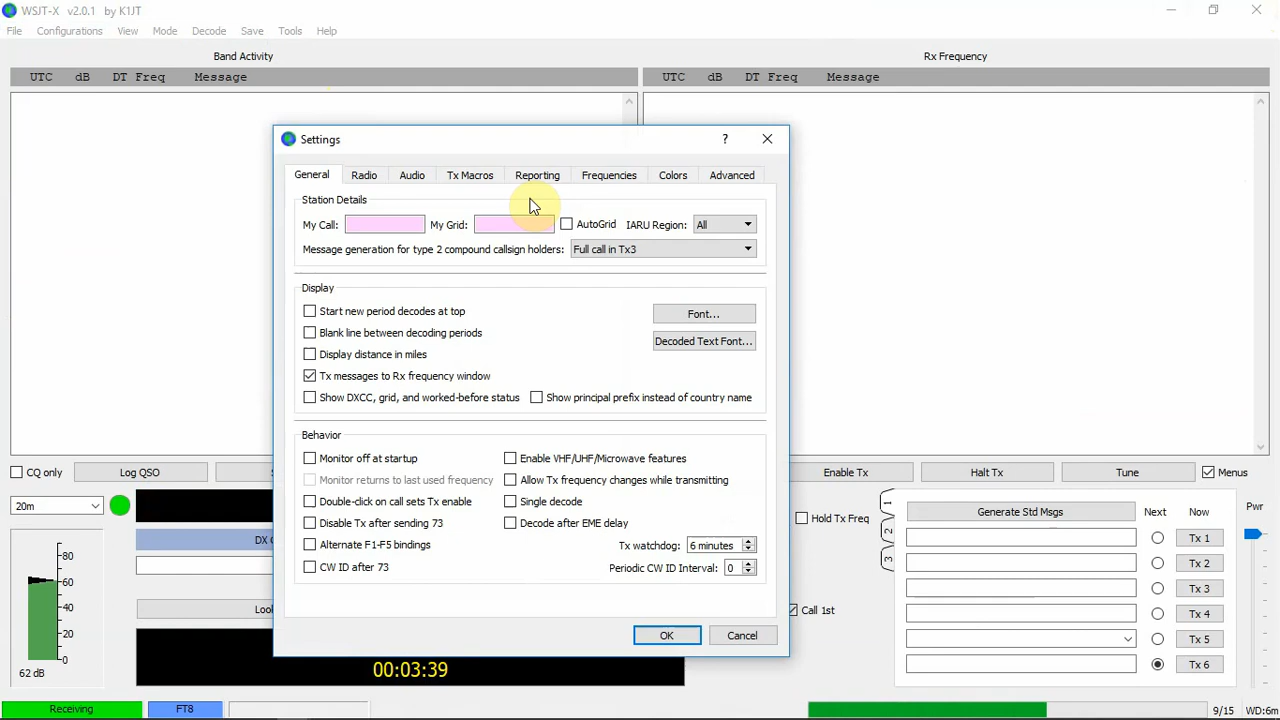 WSJT-X v2.0.1 by K1JT
File Configurations View Mode Decode Save Tools Help
Band Activity
Rx Frequency
UTC dB DT Freq Message
UTC dB DT Freq Message
Settings
?
General Radio Audio Tx Macros Reporting Frequencies Colors Advanced
Station Details
My Call: My Grid: AutoGrid IARU Region: All
Message generation for type 2 compound callsign holders: Full call in Tx3
Display
Start new period decodes at top
Font...
Blank line between decoding periods
Decoded Text Font...
Display distance in miles
Tx messages to Rx frequency window
Show DXCC, grid, and worked-before status Show principal prefix instead of country name
Behavior
Monitor off at startup Enable VHF/UHF/Microwave features
Monitor returns to last used frequency Allow Tx frequency changes while transmitting
Double-click on call sets Tx enable Single decode
Disable Tx after sending 73 Decode after EME delay
Alternate F1-F5 bindings Tx watchdog: 6 minutes
CW ID after 73 Periodic CW ID Interval: 0
OK Cancel
CQ only Log QSO S
Enable Tx Halt Tx Tune Menus
20m
Hold Tx Freq
1
2
3
Generate Std Msgs Next Now Pwr
Tx 1
Tx 2
Tx 3
Tx 4
Tx 5
Tx 6
80
60
40
20
0
62 dB
DX C
Loo
Call 1st
00:03:39
Receiving FT8 9/15 WD:6m